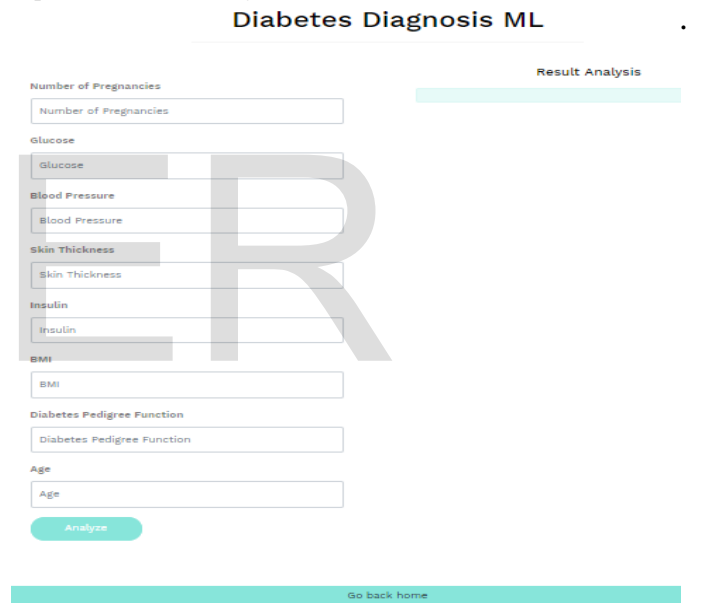 Diabetes Diagnosis ML
.
Result Analysis
Number of Pregnancies
Number of Pregnancies
Glucose
Glucose
Blood Pressure
Blood Pressure
Skin Thickness
Skin Thickness
Insulin
Insulin
BMI
BMI
Diabetes Pedigree Function
Diabetes Pedigree Function
Age
Age
Analyze
Go back home
ER